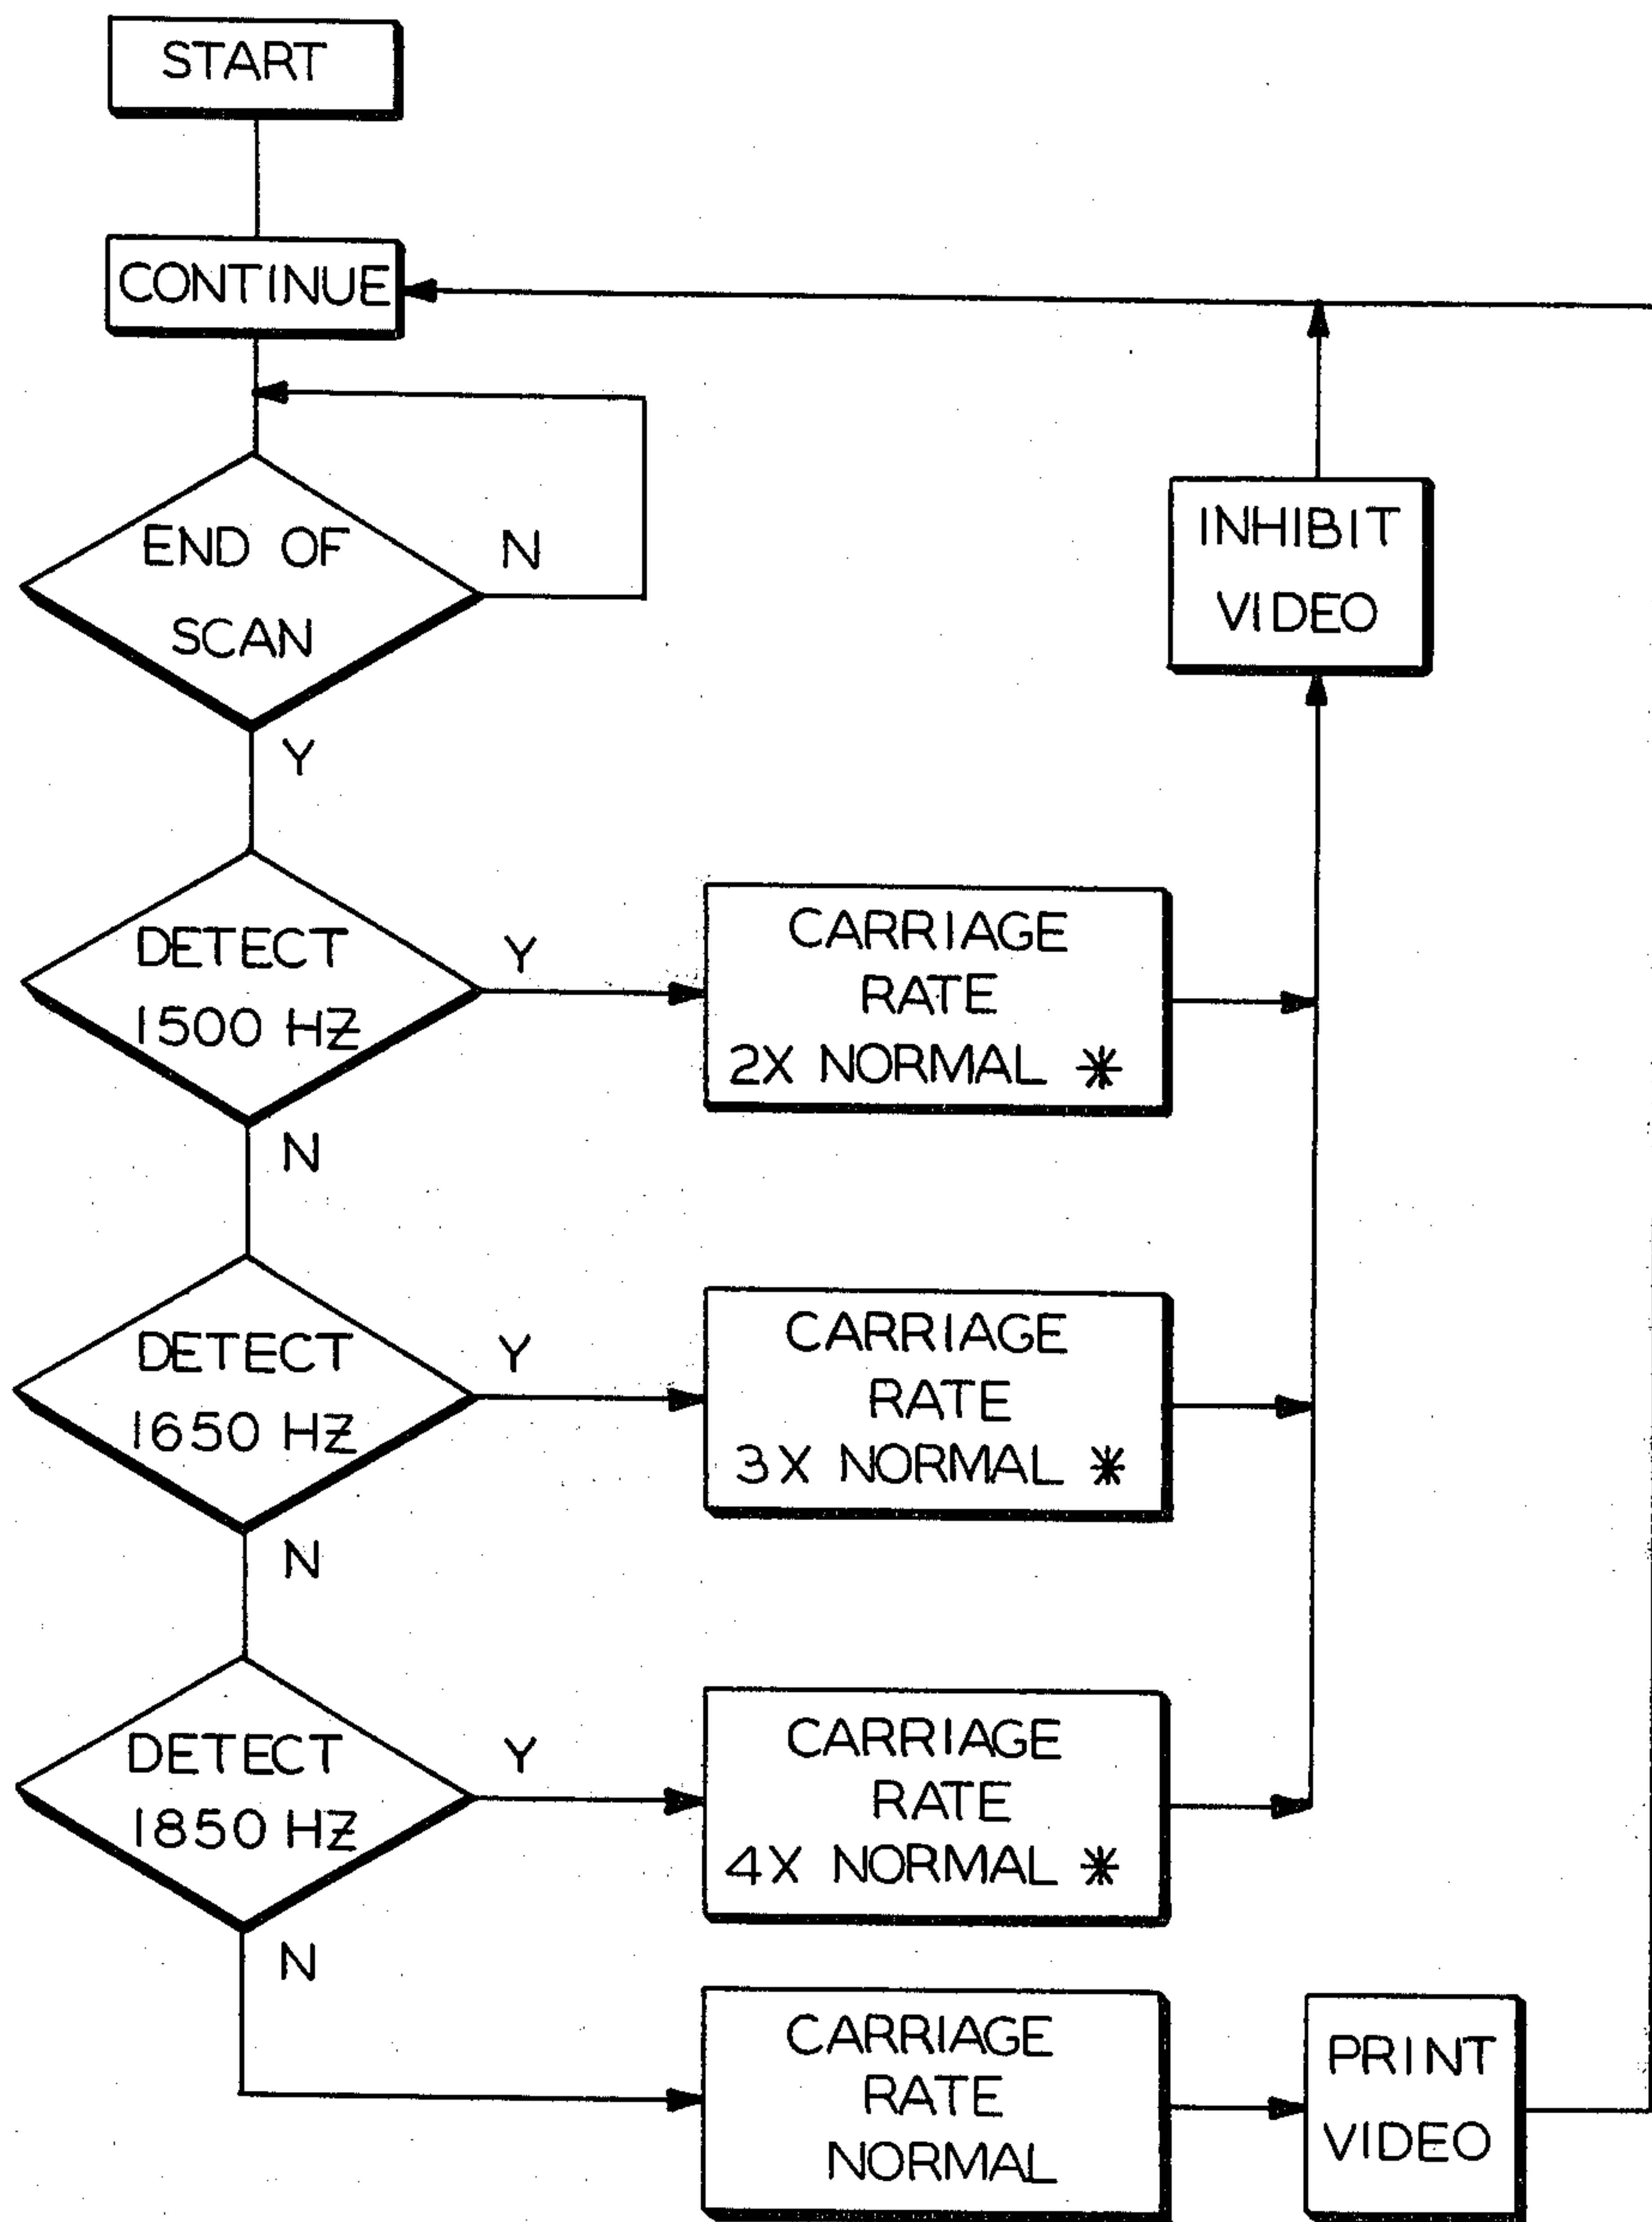 START
CONTINUE
END OF
SCAN
N
Y
INHIBIT
VIDEO
DETECT
1500 HZ
Y
N
CARRIAGE
RATE
2X NORMAL *
DETECT
1650 HZ
Y
N
CARRIAGE
RATE
3X NORMAL *
DETECT
1850 HZ
Y
N
CARRIAGE
RATE
4X NORMAL *
CARRIAGE
RATE
NORMAL
PRINT
VIDEO